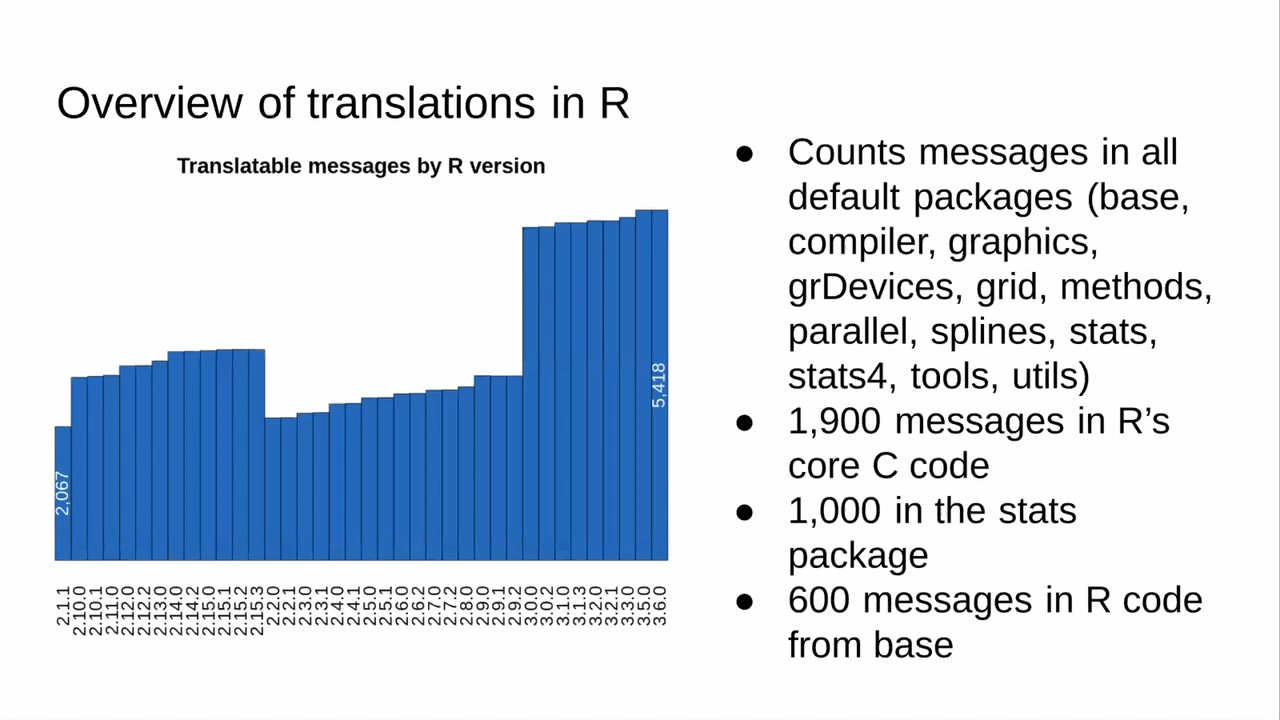 Overview of translations in R
Translatable messages by R version
2,067
5,418
2.1.1
2.10.0
2.10.1
2.11.0
2.12.0
2.12.2
2.13.0
2.14.0
2.14.2
2.15.0
2.15.1
2.15.2
2.15.3
2.2.0
2.2.1
2.3.0
2.3.1
2.4.0
2.4.1
2.5.0
2.5.1
2.6.0
2.6.2
2.7.0
2.7.2
2.8.0
2.9.0
2.9.1
2.9.2
3.0.0
3.0.2
3.1.0
3.1.3
3.2.0
3.2.1
3.3.0
3.5.0
3.6.0
● Counts messages in all
default packages (base,
compiler, graphics,
grDevices, grid, methods,
parallel, splines, stats,
stats4, tools, utils)
● 1,900 messages in R’s
core C code
● 1,000 in the stats
package
● 600 messages in R code
from base